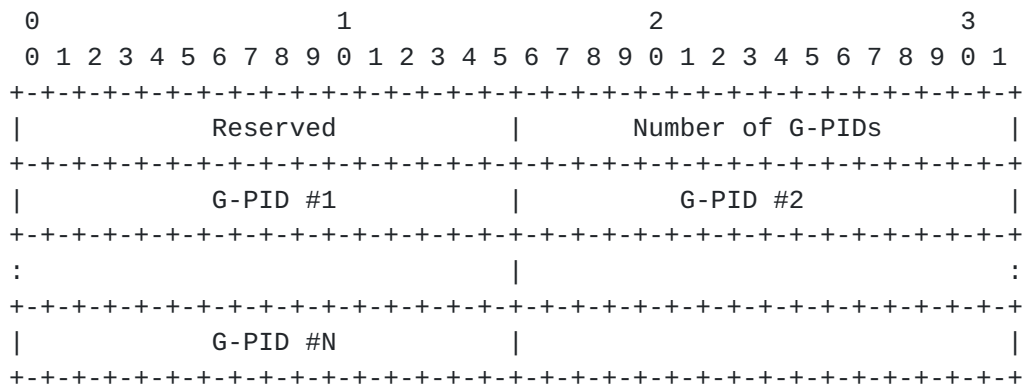 0                   1                   2                   3
 0 1 2 3 4 5 6 7 8 9 0 1 2 3 4 5 6 7 8 9 0 1 2 3 4 5 6 7 8 9 0 1
+-+-+-+-+-+-+-+-+-+-+-+-+-+-+-+-+-+-+-+-+-+-+-+-+-+-+-+-+-+-+-+-+
|            Reserved           |       Number of G-PIDs        |
+-+-+-+-+-+-+-+-+-+-+-+-+-+-+-+-+-+-+-+-+-+-+-+-+-+-+-+-+-+-+-+-+
|            G-PID #1           |          G-PID #2             |
+-+-+-+-+-+-+-+-+-+-+-+-+-+-+-+-+-+-+-+-+-+-+-+-+-+-+-+-+-+-+-+-+
:                               |                               :
+-+-+-+-+-+-+-+-+-+-+-+-+-+-+-+-+-+-+-+-+-+-+-+-+-+-+-+-+-+-+-+-+
|            G-PID #N           |                               |
+-+-+-+-+-+-+-+-+-+-+-+-+-+-+-+-+-+-+-+-+-+-+-+-+-+-+-+-+-+-+-+-+